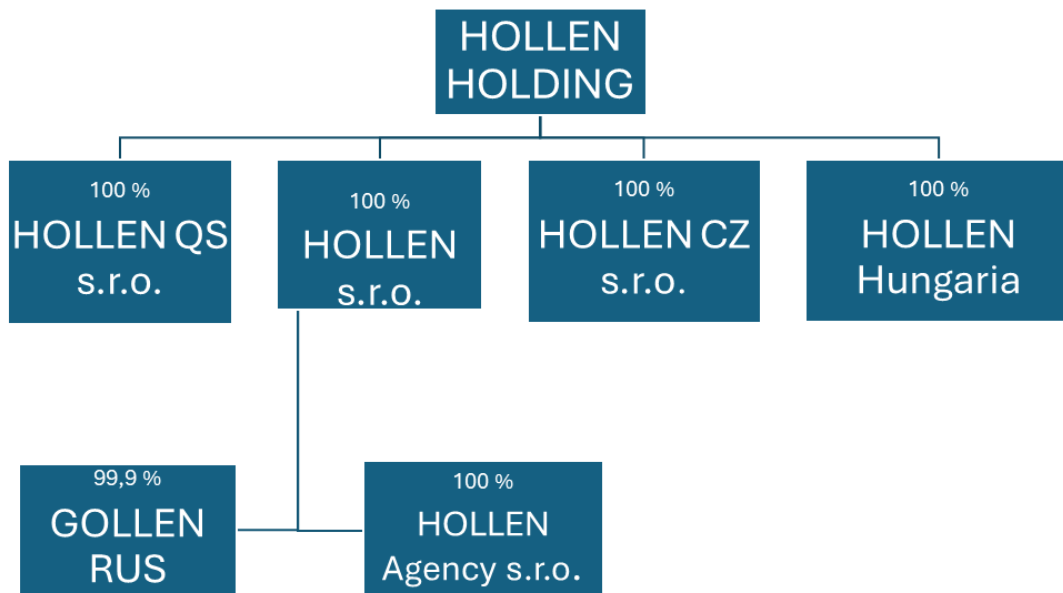 HOLLEN
HOLDING
100 %
HOLLEN QS
s.r.o.
100 %
HOLLEN
s.r.o.
100 %
HOLLEN CZ
s.r.o.
100 %
HOLLEN
Hungaria
99,9 %
GOLLEN
RUS
100 %
HOLLEN
Agency s.r.o.